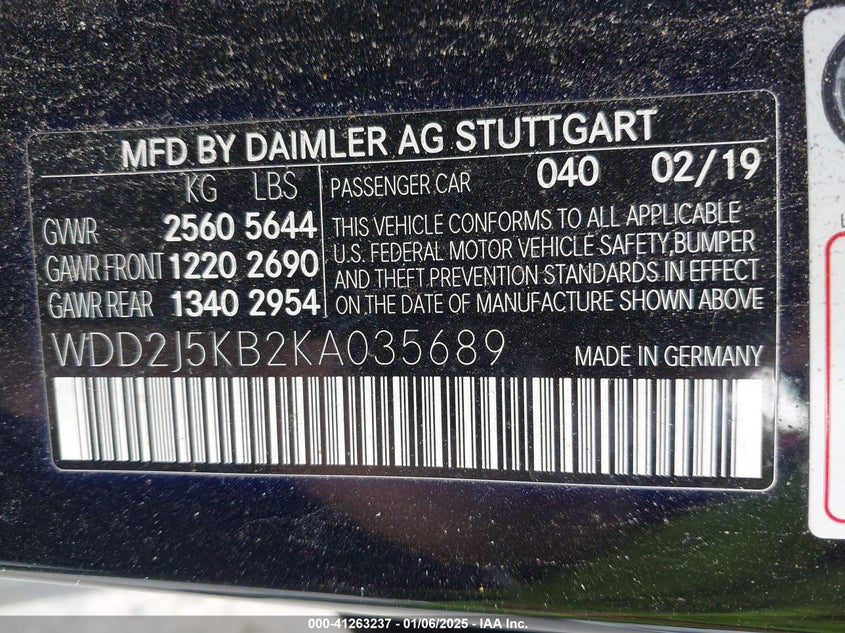 MFD BY DAIMLER AG STUTTGART
KG LBS
GVWR 2560 5644
GAWR FRONT 1220 2690
GAWR REAR 1340 2954
PASSENGER CAR 040 02/19
THIS VEHICLE CONFORMS TO ALL APPLICABLE
U.S. FEDERAL MOTOR VEHICLE SAFETY,BUMPER
AND THEFT PREVENTION STANDARDS IN EFFECT
ON THE DATE OF MANUFACTURE SHOWN ABOVE
WDD2J5KB2KA035689 MADE IN GERMANY
000-41263237 - 01/06/2025 - IAA Inc.